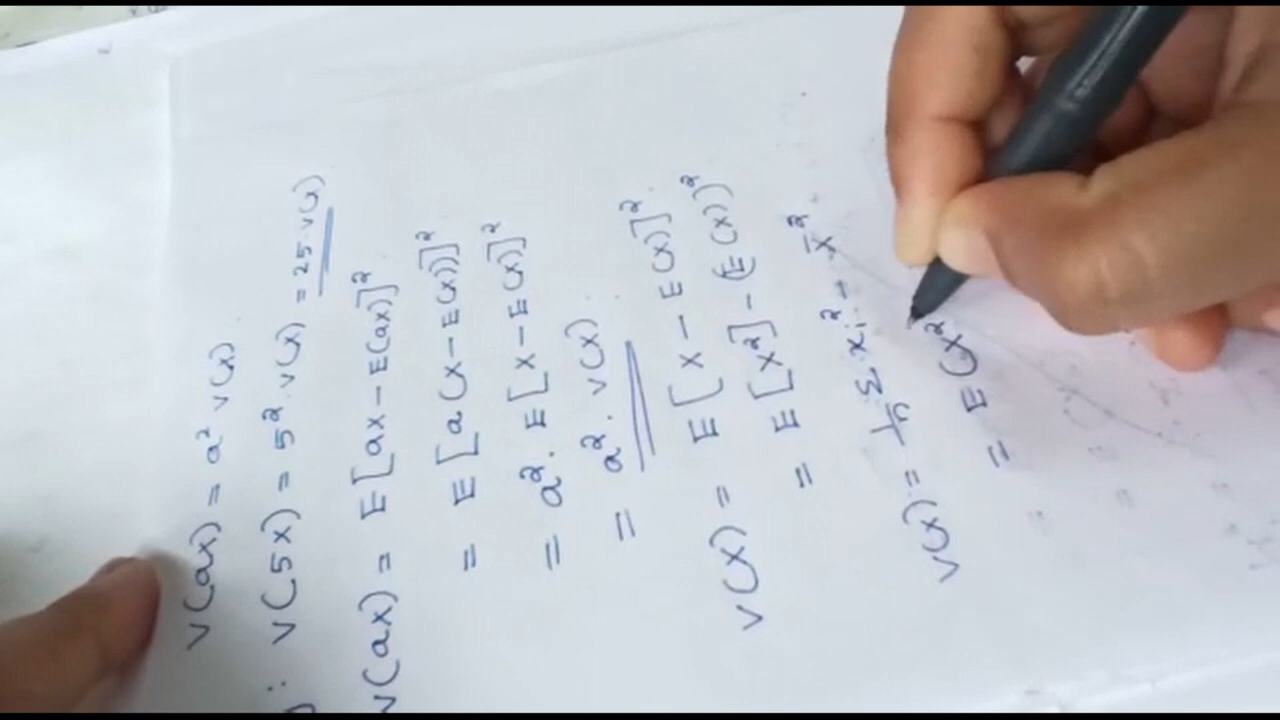 V(ax) = a² V(x)
: V(5x) = 5². V(x) = 25. V(x)
V(ax) = E[ax - E(ax)]²
= E[a(x - E(x))]²
= a². E[x - E(x)]²
= a². V(x).
V(x) = E[x - E(x)]².
= E[x²] - (E(x))²
V(x) = 1/n Σxi² - x̄²
= E(x²